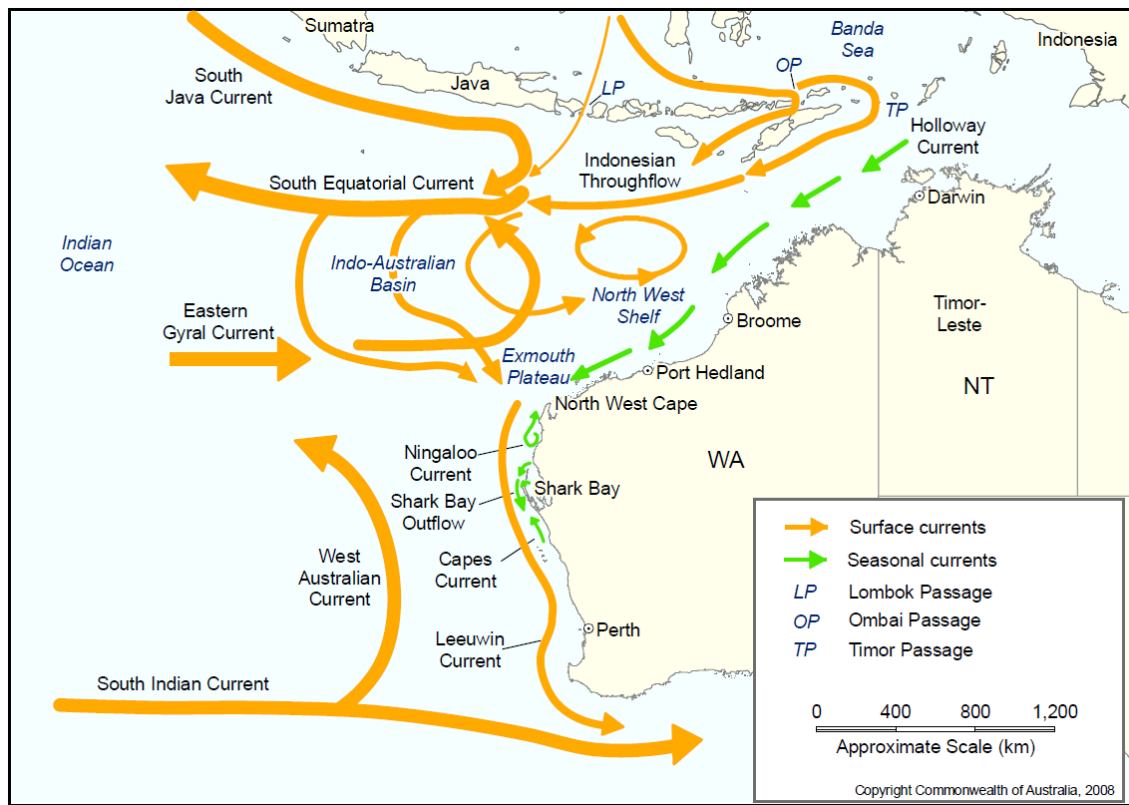 Sumatra
Banda
Sea
Indonesia
South
Java Current
Java
LP
OP
TP
Holloway
Current
Indonesian
Throughflow
South Equatorial Current
Darwin
Indian
Ocean
Indo-Australian
Basin
North West
Shelf
Eastern
Gyral Current
Broome
Timor-
Leste
Exmouth
Plateau
Port Hedland
NT
North West Cape
Ningaloo
Current
WA
Shark Bay
Shark Bay
Outflow
Capes
Current
West
Australian
Current
Perth
Leeuwin
Current
South Indian Current
Surface currents
Seasonal currents
LP Lombok Passage
OP Ombai Passage
TP Timor Passage
0 400 800 1,200
Approximate Scale (km)
Copyright Commonwealth of Australia, 2008